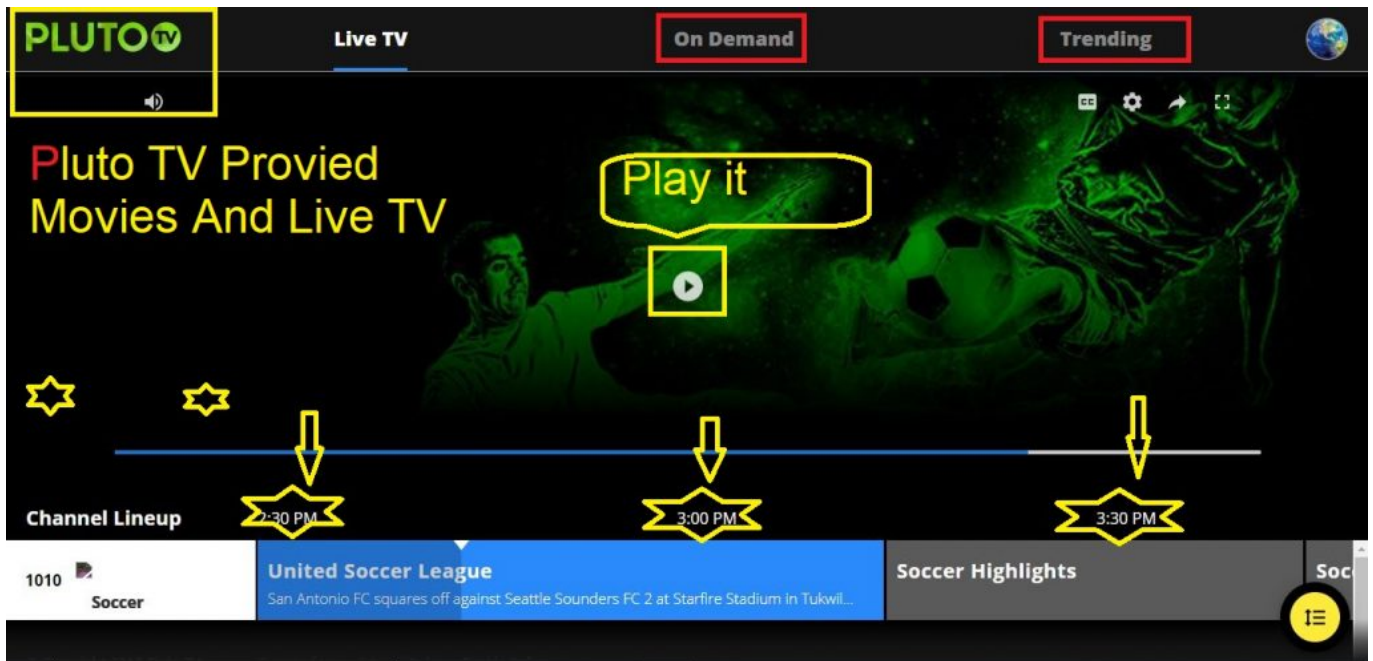 PLUTO TV
Live TV
On Demand
Trending
CC
Pluto TV Provied
Movies And Live TV
Play it
Channel Lineup
2:30 PM
3:00 PM
3:30 PM
1010
Soccer
United Soccer League
San Antonio FC squares off against Seattle Sounders FC 2 at Starfire Stadium in Tukwil...
Soccer Highlights
Soc